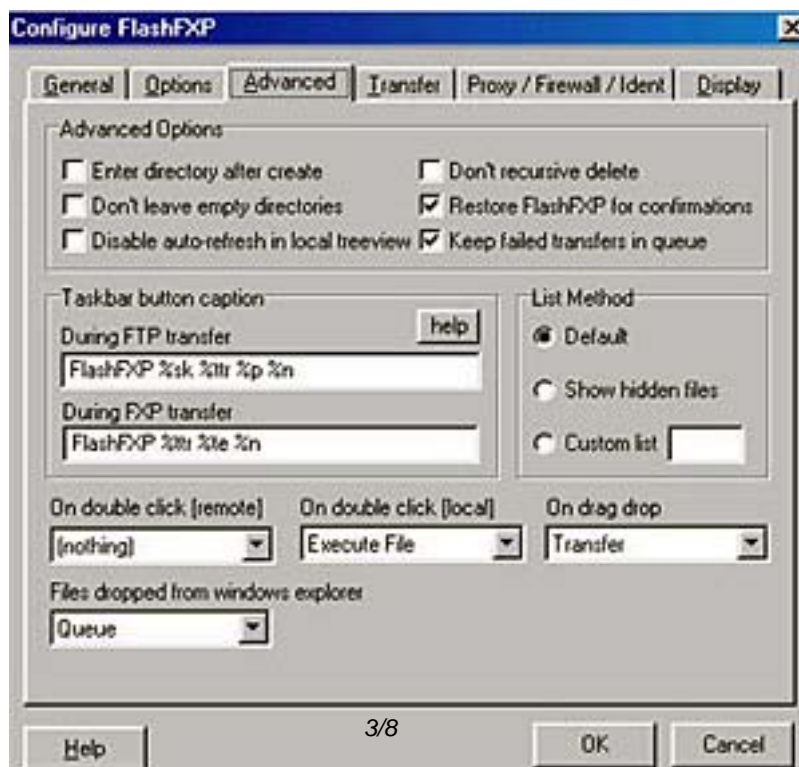 Configure FlashFXP
General Options Advanced Transfer Proxy / Firewall / Ident Display
Advanced Options
Enter directory after create
Don't recursive delete
Don't leave empty directories
Restore FlashFXP for confirmations
Disable auto-refresh in local treeview
Keep failed transfers in queue
Taskbar button caption
help
During FTP transfer
FlashFXP %sk %ttr %p %n
During FXP transfer
FlashFXP %ttr %te %n
List Method
Default
Show hidden files
Custom list
On double click [remote]
(nothing)
On double click [local]
Execute File
On drag drop
Transfer
Files dropped from windows explorer
Queue
3/8
Help
OK
Cancel